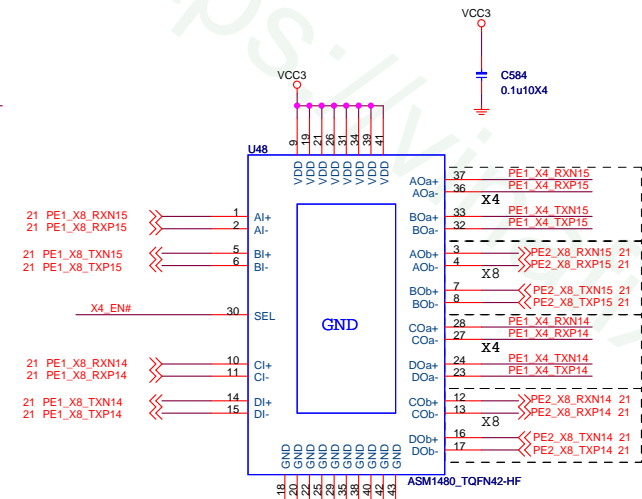 VCC3
C584
0.1u10X4
VCC3
U48
9 19 21 26 31 34 39 41
VDD VDD VDD VDD VDD VDD VDD VDD
AOa+ 37 PE1_X4_RXN15
AOa- 36 PE1_X4_RXP15
X4
21 PE1_X8_RXN15 1 AI+
BOa+ 33 PE1_X4_TXN15
21 PE1_X8_RXP15 2 AI-
BOa- 32 PE1_X4_TXP15
21 PE1_X8_TXN15 5 BI+
AOb+ 3 PE2_X8_RXN15 21
21 PE1_X8_TXP15 6 BI-
AOb- 4 PE2_X8_RXP15 21
X8
BOb+ 7 PE2_X8_TXN15 21
BOb- 8 PE2_X8_TXP15 21
X4_EN# 30 SEL
GND
COa+ 28 PE1_X4_RXN14
COa- 27 PE1_X4_RXP14
X4
21 PE1_X8_RXN14 10 CI+
DOa+ 24 PE1_X4_TXN14
21 PE1_X8_RXP14 11 CI-
DOa- 23 PE1_X4_TXP14
21 PE1_X8_TXN14 14 DI+
COb+ 12 PE2_X8_RXN14 21
21 PE1_X8_TXP14 15 DI-
COb- 13 PE2_X8_RXP14 21
X8
DOb+ 16 PE2_X8_TXN14 21
DOb- 17 PE2_X8_TXP14 21
GND GND GND GND GND GND GND GND GND GND
18 20 22 25 29 35 38 40 42 43
ASM1480_TQFN42-HF